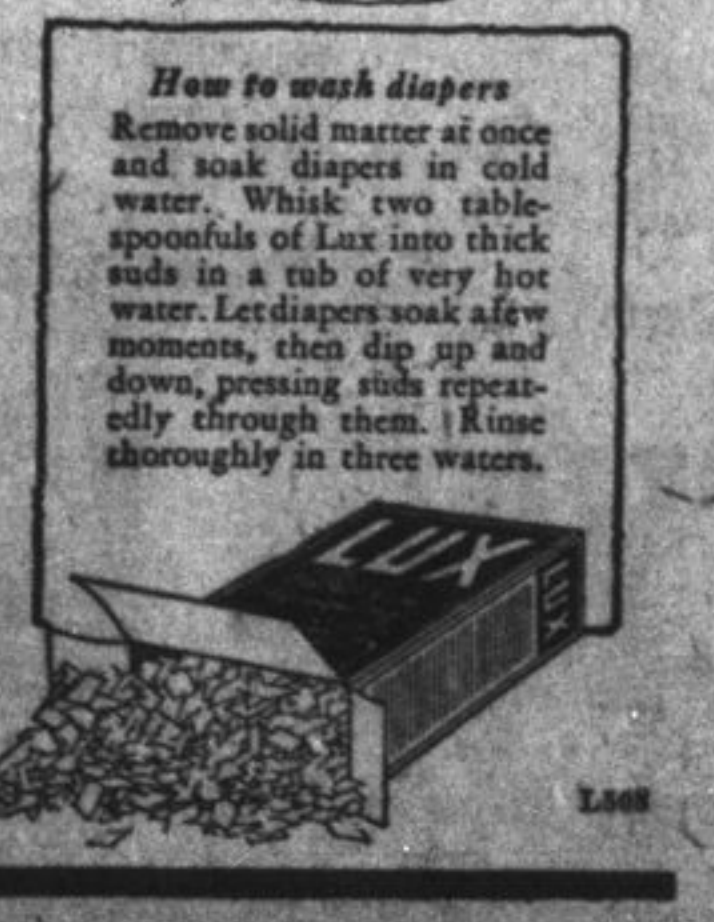 How to wash diapers
Remove solid matter at once
and soak diapers in cold
water. Whisk two table-
spoonfuls of Lux into thick
suds in a tub of very hot
water. Let diapers soak a few
moments, then dip up and
down, pressing suds repeat-
edly through them. Rinse
thoroughly in three waters.
LUX
LUX